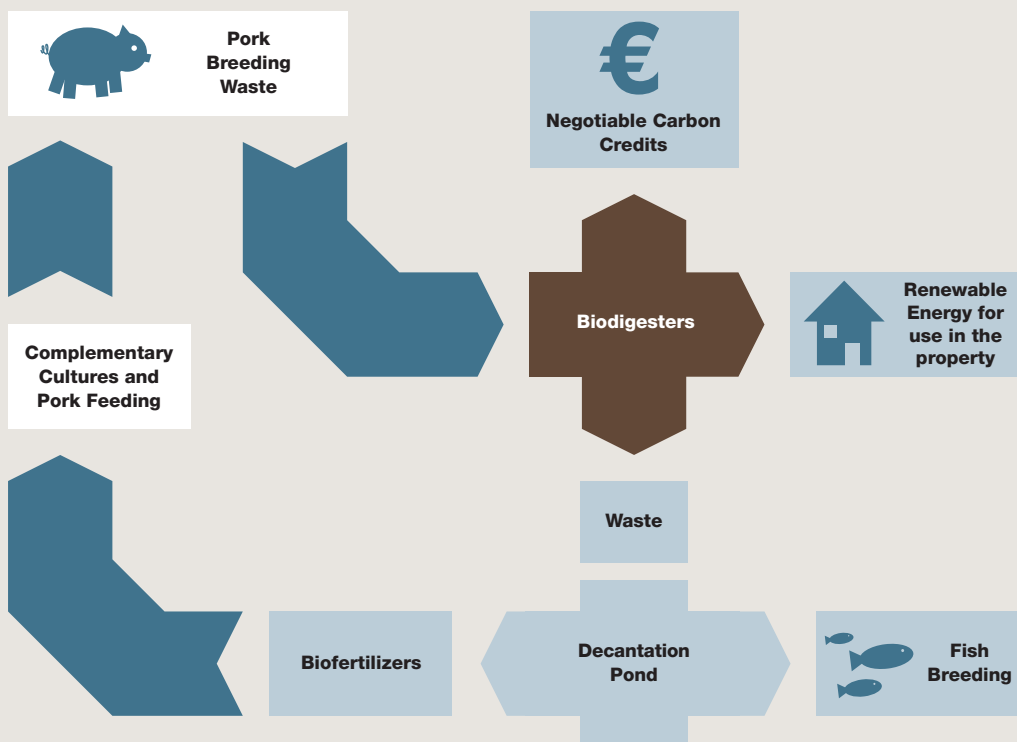 Pork
Breeding
Waste
€
Negotiable Carbon
Credits
Biodigesters
Renewable
Energy for
use in the
property
Complementary
Cultures and
Pork Feeding
Waste
Biofertilizers
Decantation
Pond
Fish
Breeding